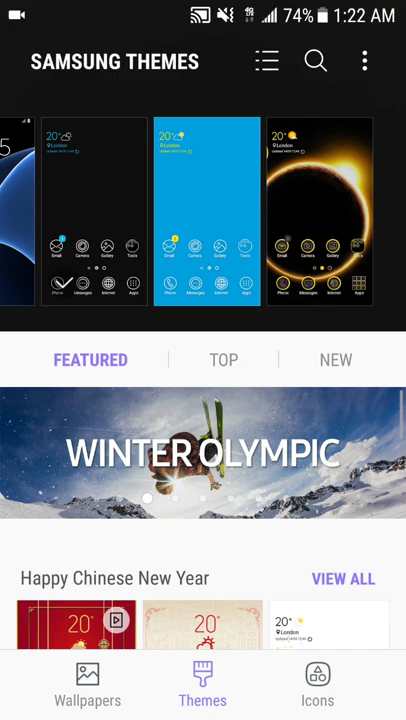 4G 74% 1:22 AM
SAMSUNG THEMES
5
20°
London
20°
London
20°
London
Email Camera Gallery Tools
Phone Messages Internet Apps
Email Camera Gallery Tools
Phone Messages Internet Apps
Email Camera Gallery Tools
Phone Messages Internet Apps
FEATURED TOP NEW
WINTER OLYMPIC
Happy Chinese New Year VIEW ALL
20° 20° 20°
London
Wallpapers Themes Icons